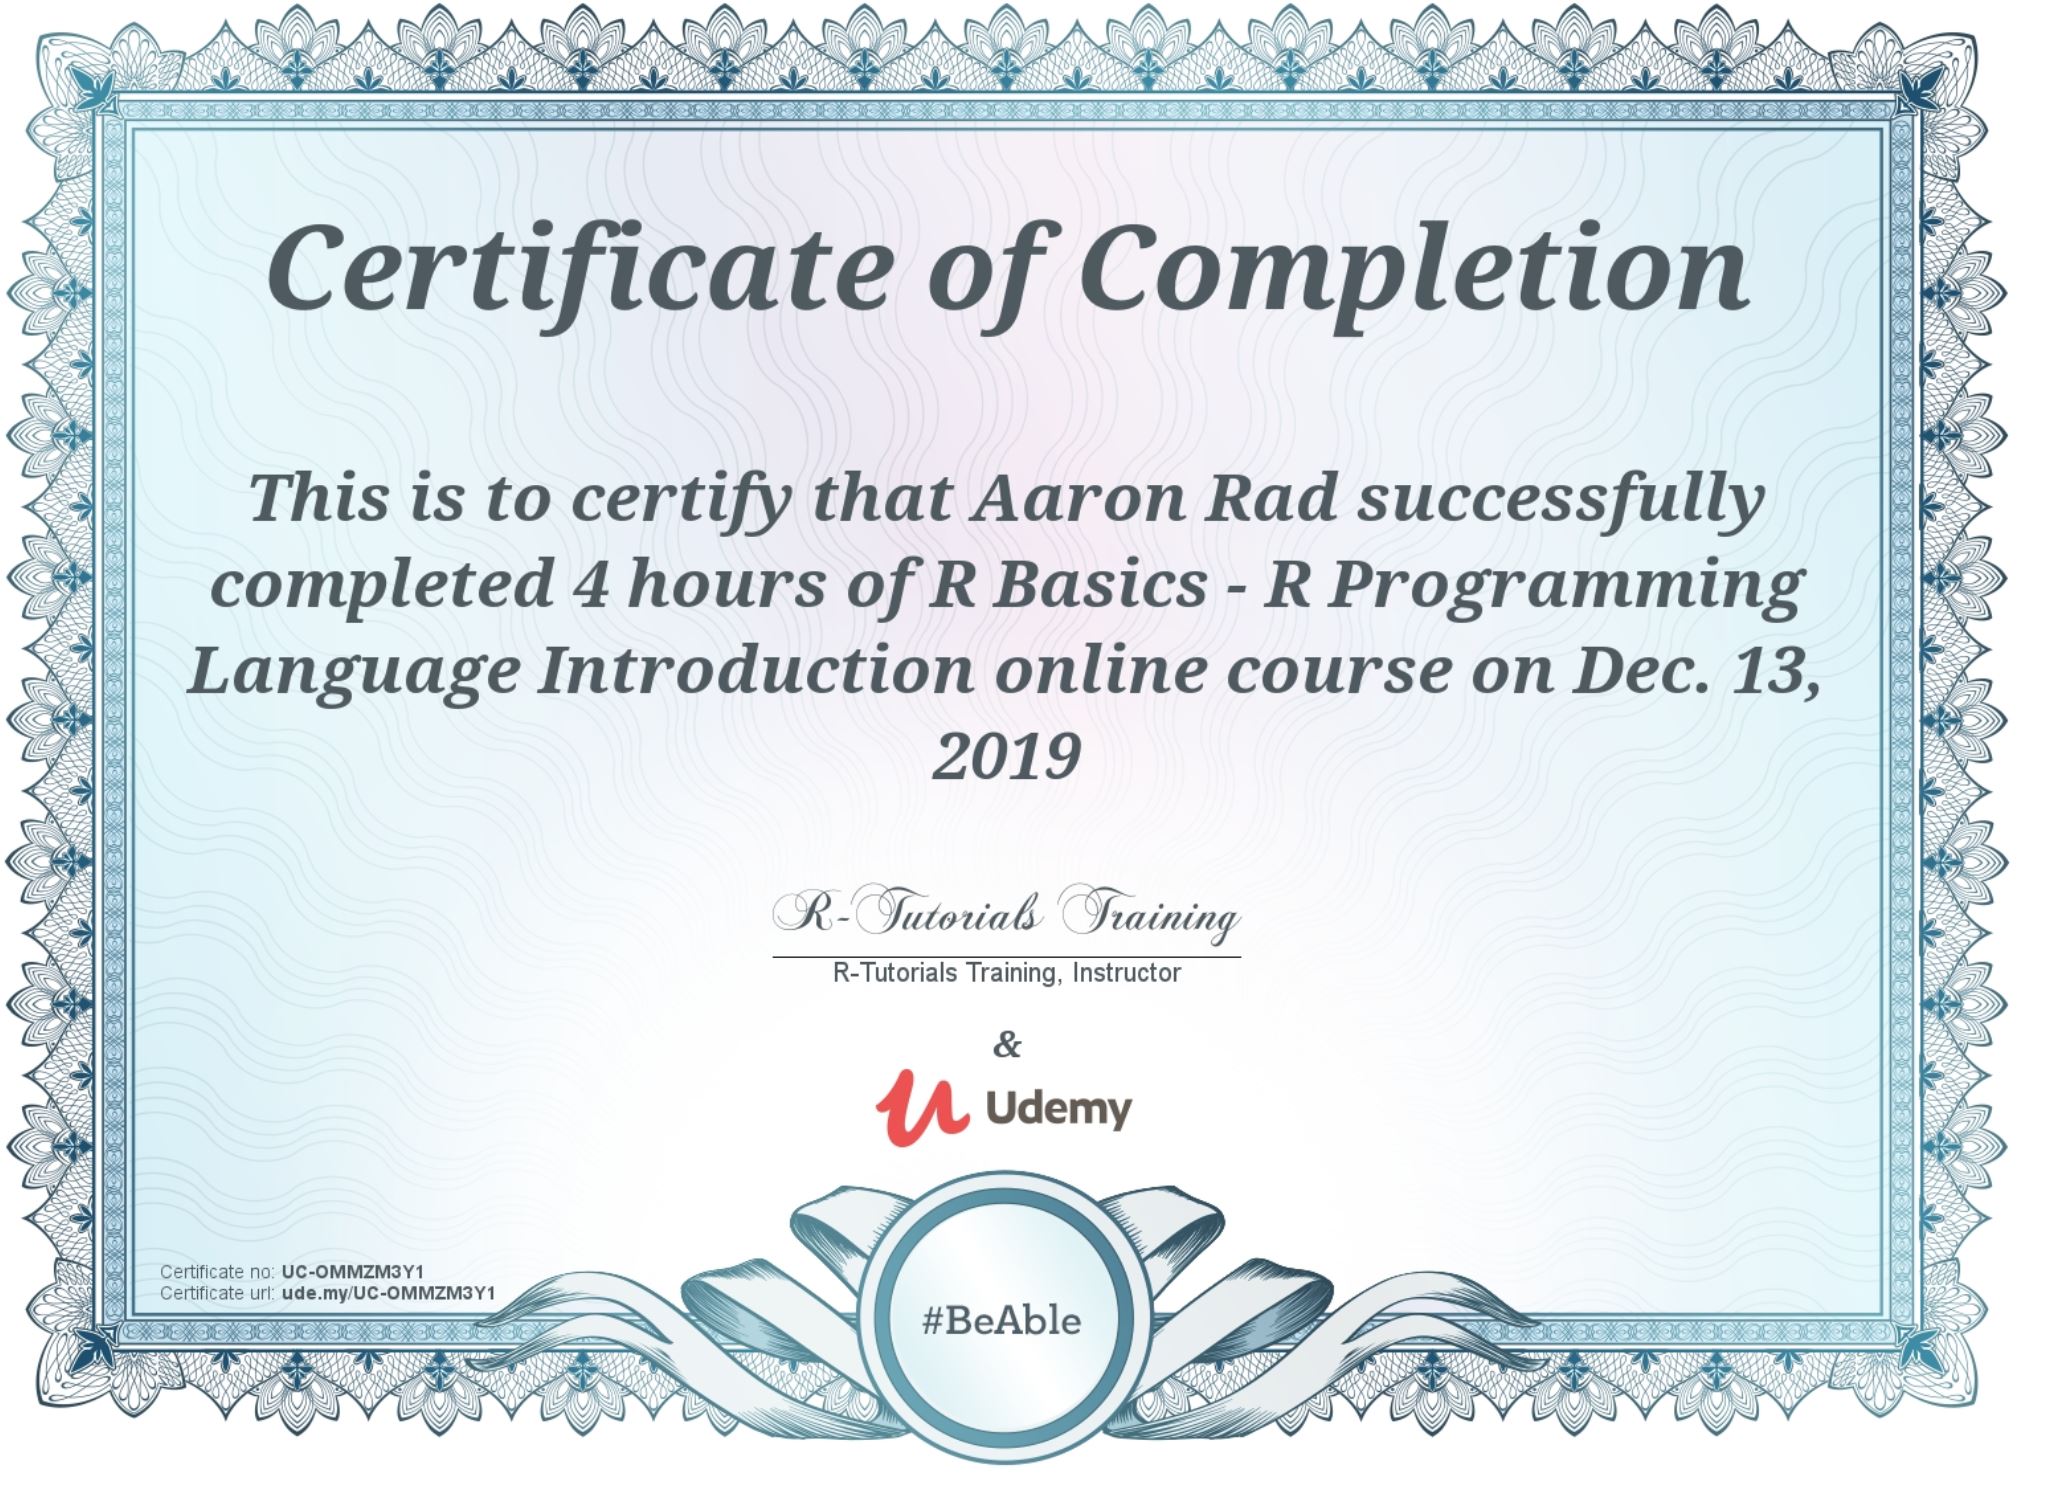 Certificate of Completion
This is to certify that Aaron Rad successfully
completed 4 hours of R Basics - R Programming
Language Introduction online course on Dec. 13,
2019
R-Tutorials Training
R-Tutorials Training, Instructor
&
Udemy
Certificate no: UC-OMMZM3Y1
Certificate url: ude.my/UC-OMMZM3Y1
#BeAble